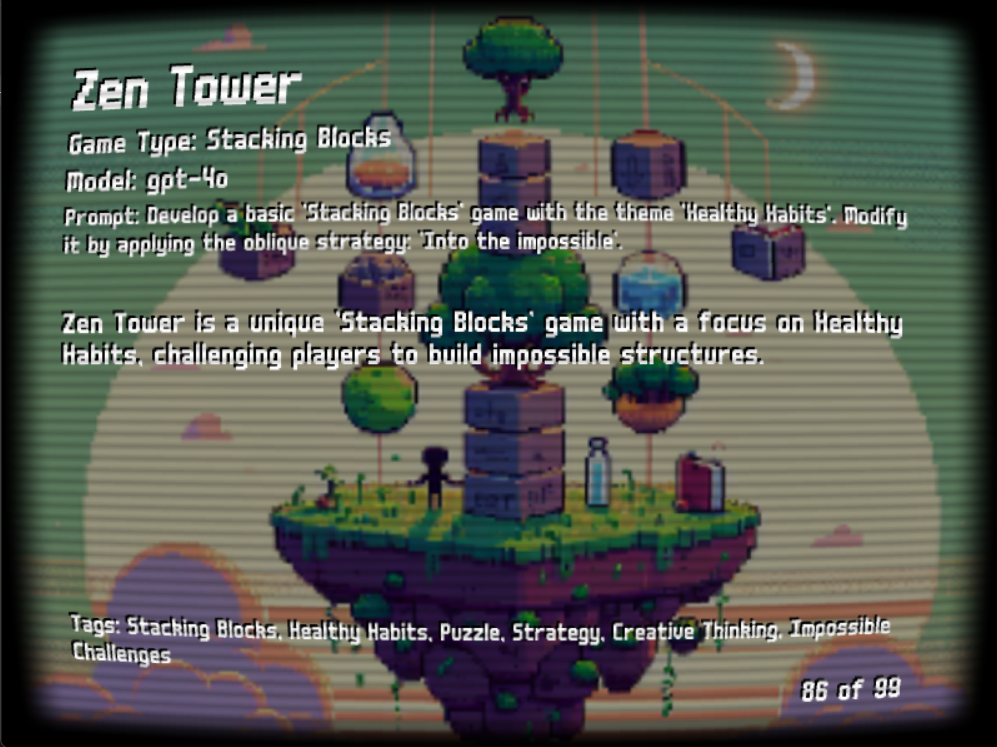 Zen Tower
Game Type: Stacking Blocks
Model: gpt-4o
Prompt: Develop a basic 'Stacking Blocks' game with the theme 'Healthy Habits'. Modify
it by applying the oblique strategy: 'Into the impossible'.
Zen Tower is a unique 'Stacking Blocks' game with a focus on Healthy
Habits, challenging players to build impossible structures.
Tags: Stacking Blocks, Healthy Habits, Puzzle, Strategy, Creative Thinking, Impossible
Challenges
86 of 99